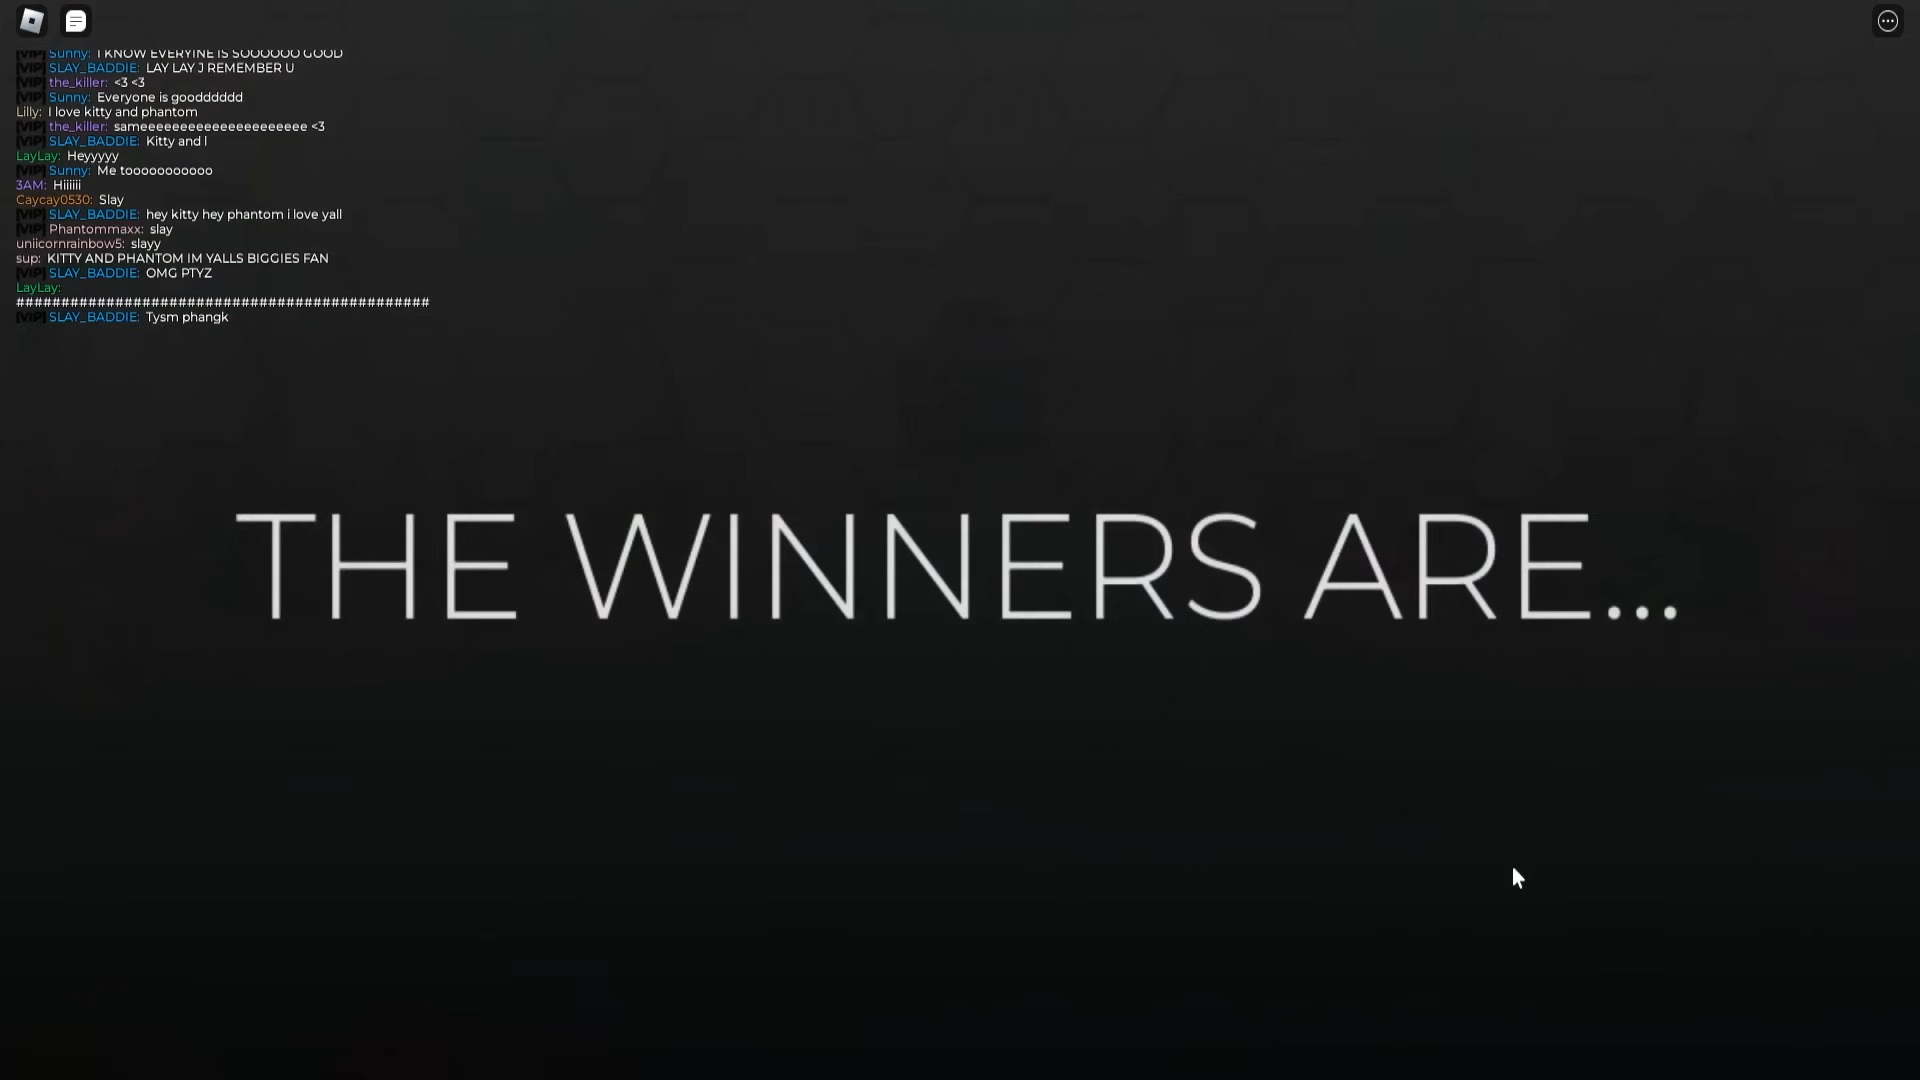 [VIP] Sunny: I KNOW EVERYINE IS SOOOOOO GOOD
[VIP] SLAY_BADDIE: LAY LAY J REMEMBER U
[VIP] the_killer: <3 <3
[VIP] Sunny: Everyone is goodddddd
Lilly: I love kitty and phantom
[VIP] the_killer: sameeeeeeeeeeeeeeeeeeeee <3
[VIP] SLAY_BADDIE: Kitty and I
LayLay: Heyyyyy
[VIP] Sunny: Me tooooooooooo
3AM: Hiiiiii
Caycay0530: Slay
[VIP] SLAY_BADDIE: hey kitty hey phantom i love yall
[VIP] Phantommaxx: slay
uniicornrainbow5: slayy
sup: KITTY AND PHANTOM IM YALLS BIGGIES FAN
[VIP] SLAY_BADDIE: OMG PTYZ
LayLay:
##############################################
[VIP] SLAY_BADDIE: Tysm phangk
THE WINNERS ARE...